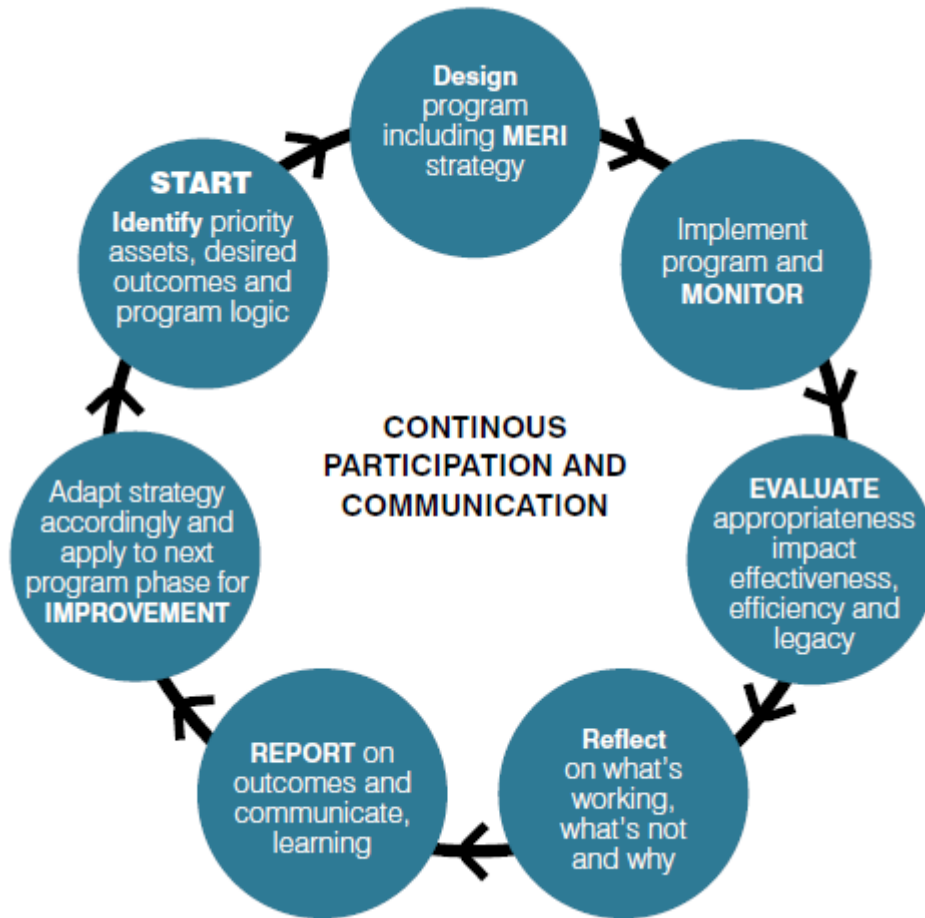 START
Identify priority
assets, desired
outcomes and
program logic
Design
program
including MERI
strategy
Implement
program and
MONITOR
EVALUATE
appropriateness
impact
effectiveness,
efficiency and
legacy
Reflect
on what's
working,
what's not
and why
REPORT on
outcomes and
communicate,
learning
Adapt strategy
accordingly and
apply to next
program phase for
IMPROVEMENT
CONTINOUS
PARTICIPATION AND
COMMUNICATION